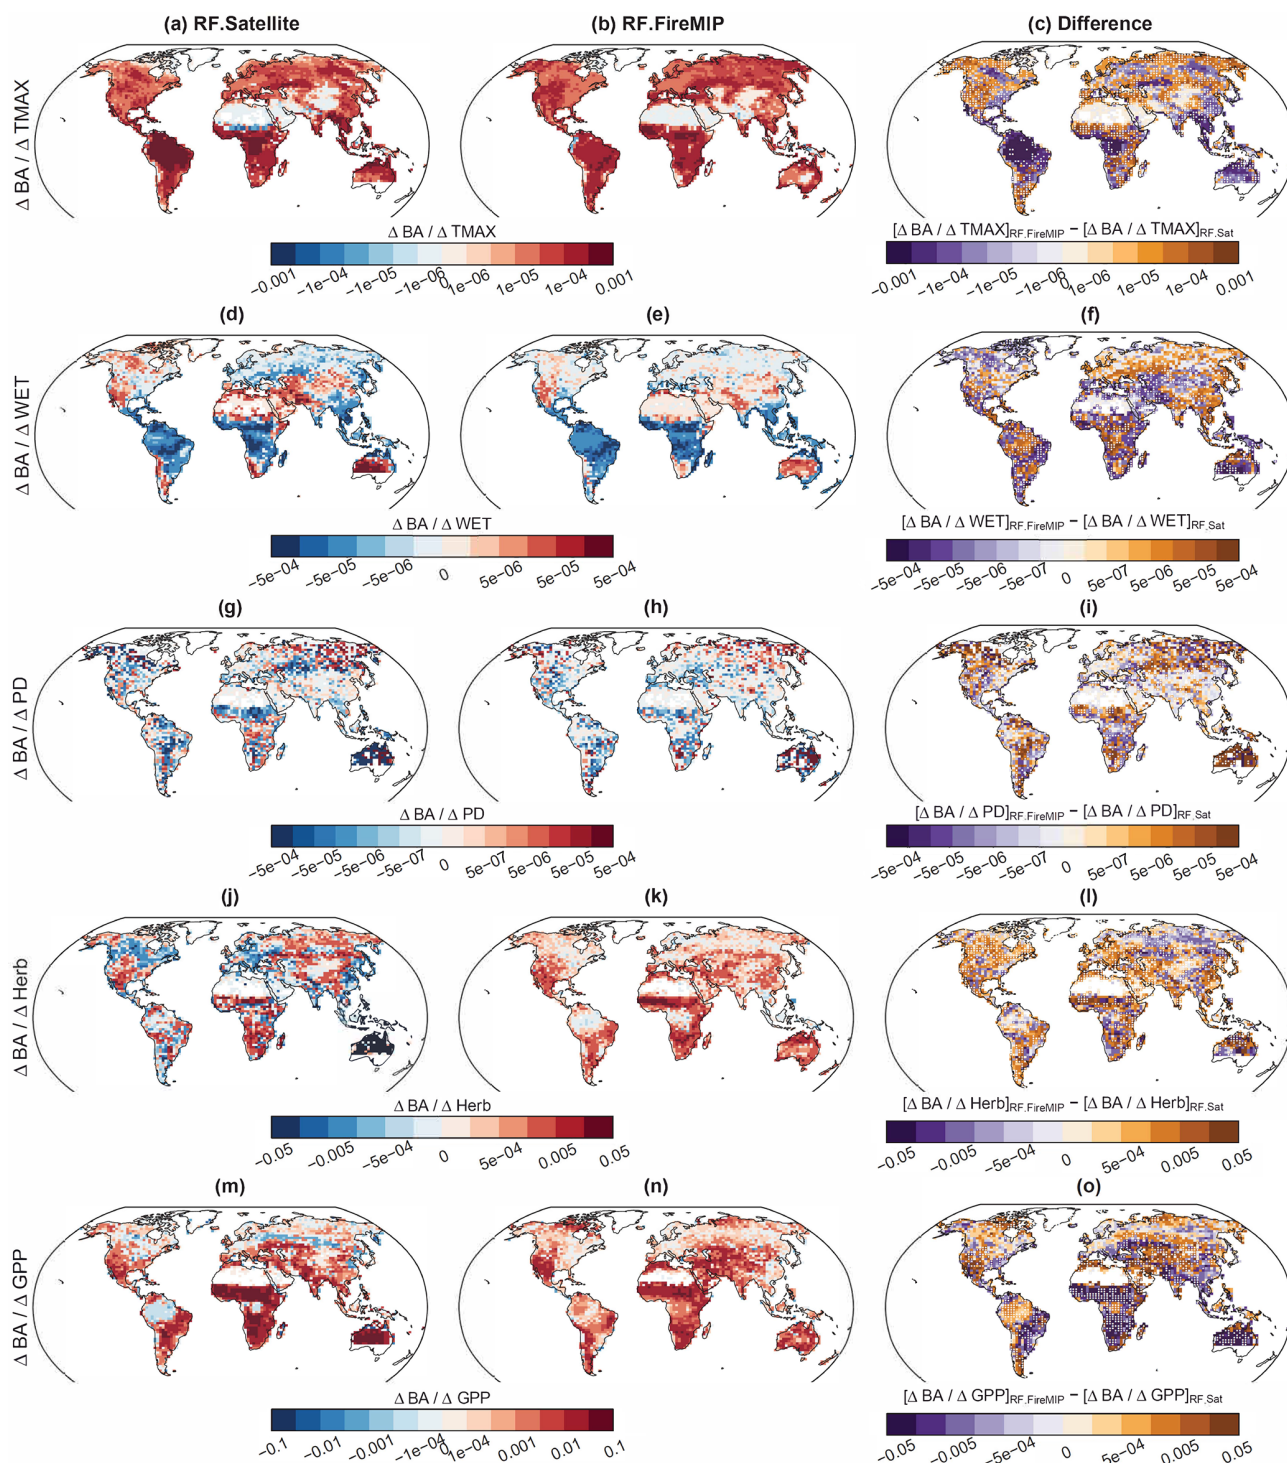 (a) RF.Satellite
(b) RF.FireMIP
(c) Difference
Δ BA / Δ TMAX
Δ BA / Δ TMAX
−0.001 −1e−04 −1e−05 −1e−06 1e−06 1e−05 1e−04 0.001
[Δ BA / Δ TMAX]RF.FireMIP − [Δ BA / Δ TMAX]RF.Sat
−0.001 −1e−04 −1e−05 −1e−06 1e−06 1e−05 1e−04 0.001
(d)
(e)
(f)
Δ BA / Δ WET
Δ BA / Δ WET
−5e−04 −5e−05 −5e−06 0 5e−06 5e−05 5e−04
[Δ BA / Δ WET]RF.FireMIP − [Δ BA / Δ WET]RF.Sat
−5e−04 −5e−05 −5e−06 −5e−07 0 5e−07 5e−06 5e−05 5e−04
(g)
(h)
(i)
Δ BA / Δ PD
Δ BA / Δ PD
−5e−04 −5e−05 −5e−06 −5e−07 0 5e−07 5e−06 5e−05 5e−04
[Δ BA / Δ PD]RF.FireMIP − [Δ BA / Δ PD]RF.Sat
−5e−04 −5e−05 −5e−06 −5e−07 0 5e−07 5e−06 5e−05 5e−04
(j)
(k)
(l)
Δ BA / Δ Herb
Δ BA / Δ Herb
−0.05 −0.005 −5e−04 0 5e−04 0.005 0.05
[Δ BA / Δ Herb]RF.FireMIP − [Δ BA / Δ Herb]RF.Sat
−0.05 −0.005 −5e−04 0 5e−04 0.005 0.05
(m)
(n)
(o)
Δ BA / Δ GPP
Δ BA / Δ GPP
−0.1 −0.01 −0.001 −1e−04 1e−04 0.001 0.01 0.1
[Δ BA / Δ GPP]RF.FireMIP − [Δ BA / Δ GPP]RF.Sat
−0.05 −0.005 −5e−04 0 5e−04 0.005 0.05